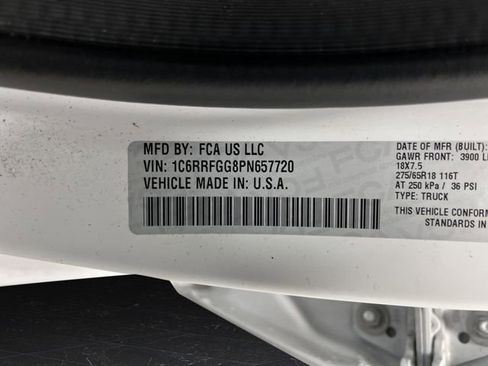 MFD BY: FCA US LLC
VIN: 1C6RRFGG8PN657720
VEHICLE MADE IN U.S.A.
DATE OF MFR (BUILT):
GAWR FRONT: 3900
18X7.5
275/65R18 116T
AT 250 kPa / 36 PSI
TYPE: TRUCK
THIS VEHICLE
STANDARDS IN